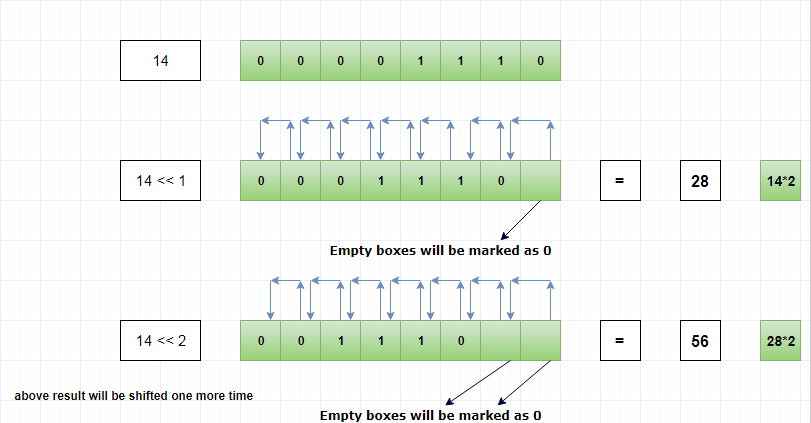 14 0 0 0 0 1 1 1 0
14 << 1 0 0 0 1 1 1 0 = 28 14*2
Empty boxes will be marked as 0
14 << 2 0 0 1 1 1 0 = 56 28*2
above result will be shifted one more time
Empty boxes will be marked as 0